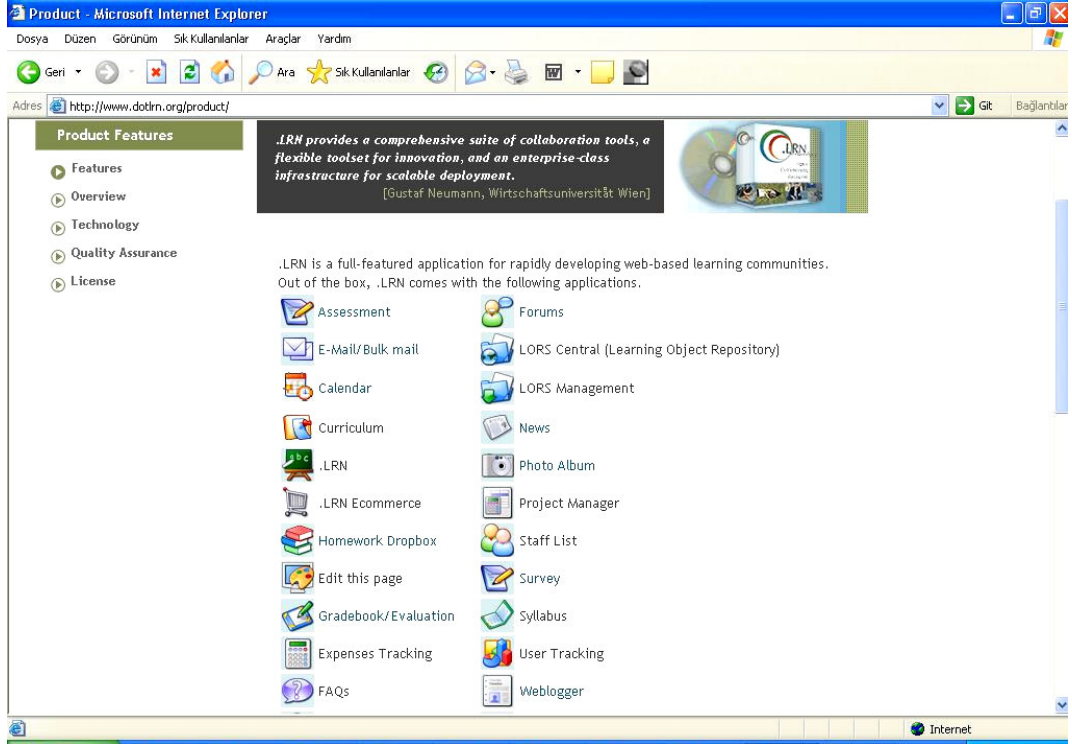 Product - Microsoft Internet Explorer
Dosya Düzen Görünüm Sık Kullanılanlar Araçlar Yardım
Geri Ara Sık Kullanılanlar
Adres http://www.dotlrn.org/product/ Git Bağlantılar
Product Features
Features
Overview
Technology
Quality Assurance
License
.LRN provides a comprehensive suite of collaboration tools, a
flexible toolset for innovation, and an enterprise-class
infrastructure for scalable deployment.
[Gustaf Neumann, Wirtschaftsuniversität Wien]
.LRN
.LRN is a full-featured application for rapidly developing web-based learning communities.
Out of the box, .LRN comes with the following applications.
Assessment
E-Mail/Bulk mail
Calendar
Curriculum
.LRN
.LRN Ecommerce
Homework Dropbox
Edit this page
Gradebook/Evaluation
Expenses Tracking
FAQs
Forums
LORS Central (Learning Object Repository)
LORS Management
News
Photo Album
Project Manager
Staff List
Survey
Syllabus
User Tracking
Weblogger
Internet